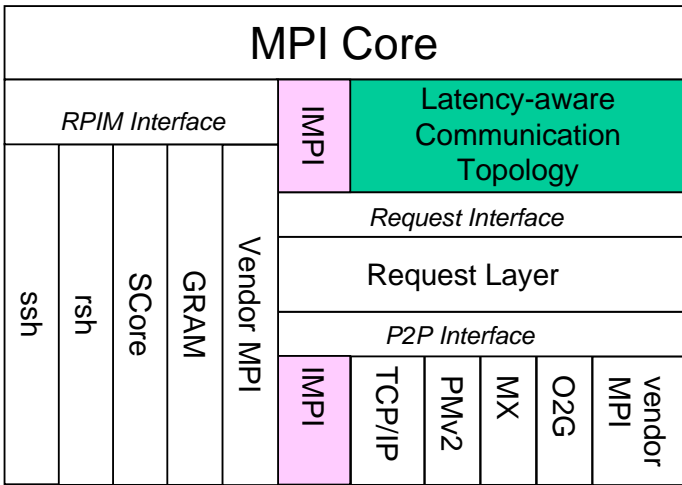 MPI Core
RPIM Interface
IMPI
Latency-aware
Communication
Topology
Request Interface
Request Layer
P2P Interface
ssh
rsh
SCore
GRAM
Vendor MPI
IMPI
TCP/IP
PMv2
MX
O2G
vendor
MPI